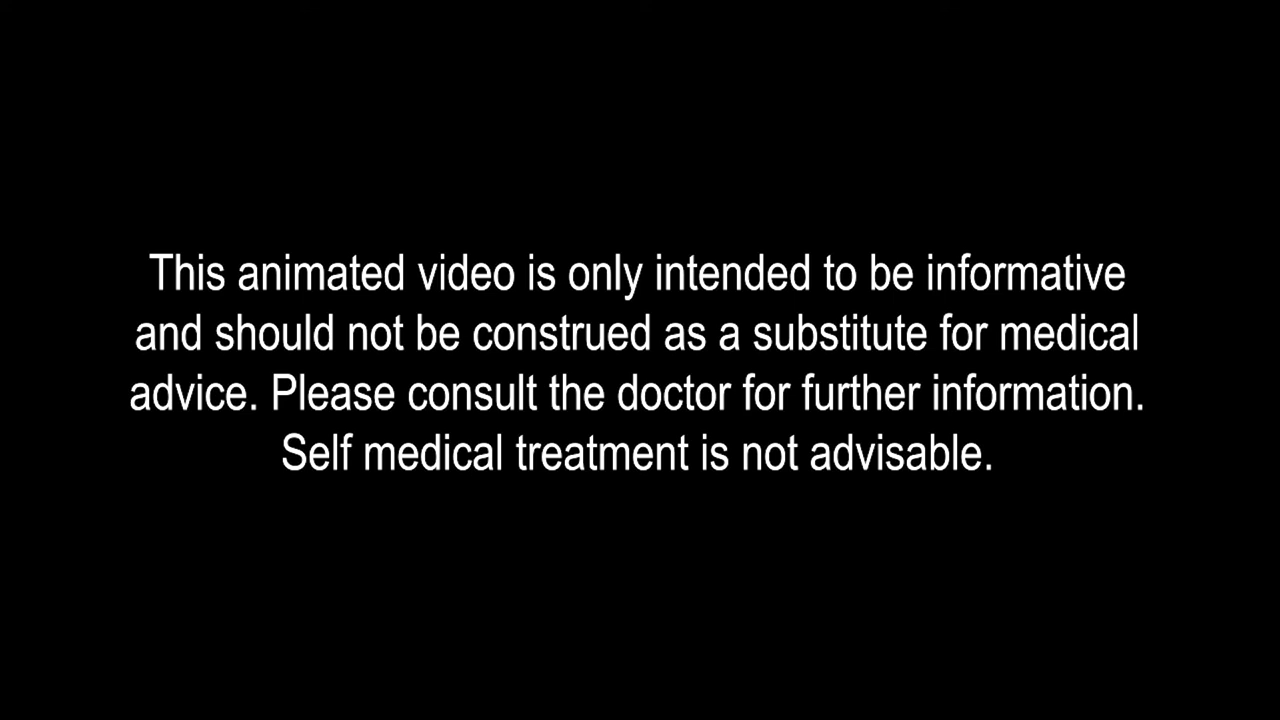 This animated video is only intended to be informative
and should not be construed as a substitute for medical
advice. Please consult the doctor for further information.
Self medical treatment is not advisable.